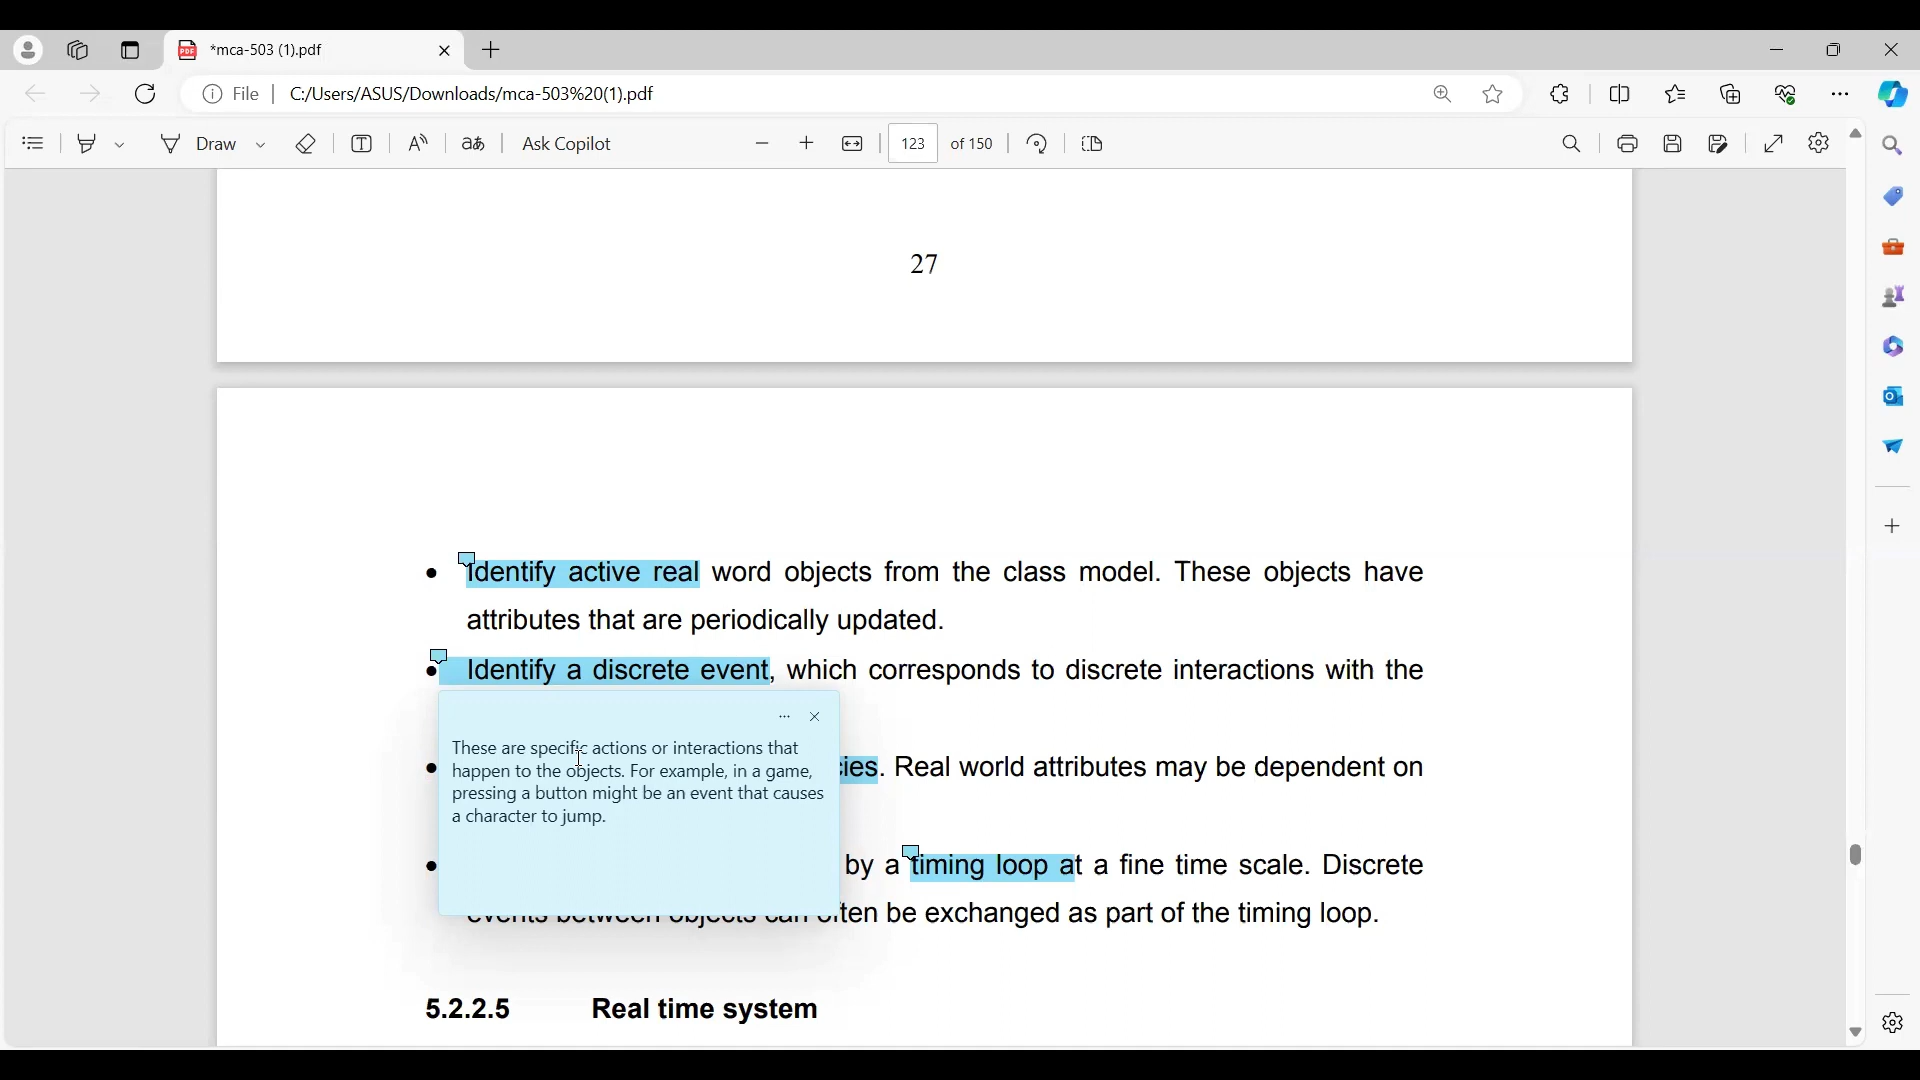 *mca-503 (1).pdf
File
C:/Users/ASUS/Downloads/mca-503%20(1).pdf
Draw
aあ
Ask Copilot
123 of 150
27
• Identify active real word objects from the class model. These objects have
attributes that are periodically updated.
• Identify a discrete event, which corresponds to discrete interactions with the
These are specific actions or interactions that
happen to the objects. For example, in a game,
pressing a button might be an event that causes
a character to jump.
• cies. Real world attributes may be dependent on
• by a timing loop at a fine time scale. Discrete
events between objects can often be exchanged as part of the timing loop.
5.2.2.5 Real time system